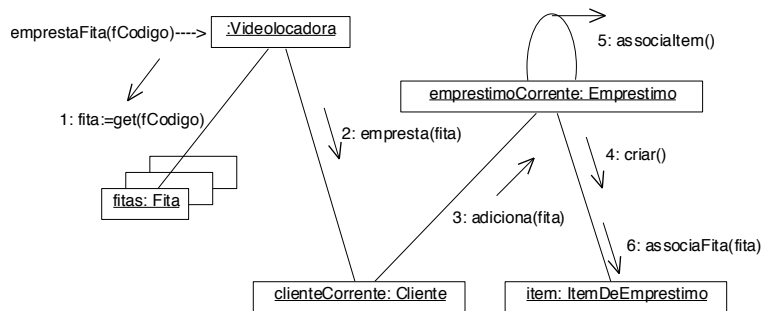 :Videolocadora
emprestaFita(fCodigo)---->
5: associaItem()
emprestimoCorrente: Emprestimo
1: fita:=get(fCodigo)
2: empresta(fita)
4: criar()
fitas: Fita
3: adiciona(fita)
6: associaFita(fita)
clienteCorrente: Cliente
item: ItemDeEmprestimo